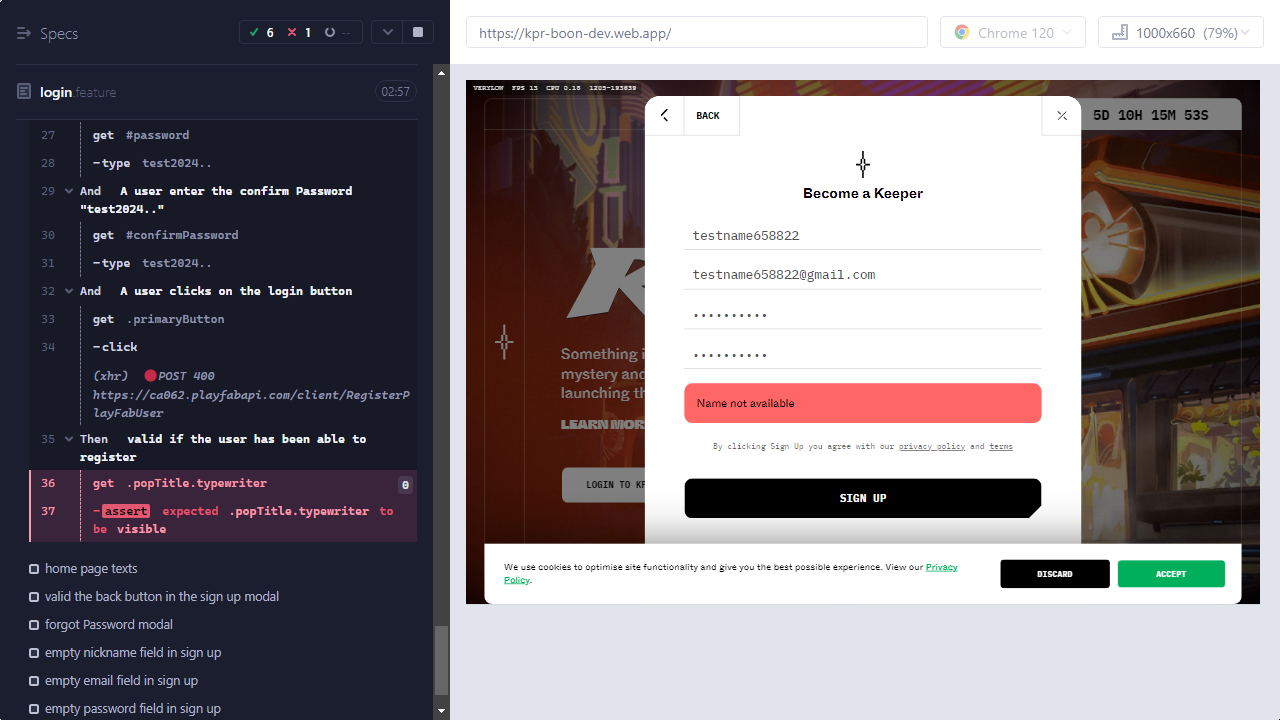 Specs
6 1 --
https://kpr-boon-dev.web.app/
Chrome 120
1000x660 (79%)
login.feature
02:57
27 get #password
28 -type test2024..
29 And A user enter the confirm Password
"test2024.."
30 get #confirmPassword
31 -type test2024..
32 And A user clicks on the login button
33 get .primaryButton
34 -click
(xhr) POST 400
https://ca062.playfabapi.com/client/RegisterP
layFabUser
35 Then valid if the user has been able to
register
36 get .popTitle.typewriter 0
37 -assert expected .popTitle.typewriter to
be visible
home page texts
valid the back button in the sign up modal
forgot Password modal
empty nickname field in sign up
empty email field in sign up
empty password field in sign up
VERYLOW FPS 13 CPU 0.18 1205-193639
5D 10H 15M 53S
BACK
Become a Keeper
testname658822
testname658822@gmail.com
••••••••••
••••••••••
Name not available
By clicking Sign Up you agree with our privacy policy and terms
SIGN UP
Something i
mystery and
launching th
LEARN MOR
LOGIN TO KP
We use cookies to optimise site functionality and give you the best possible experience. View our Privacy
Policy.
DISCARD
ACCEPT